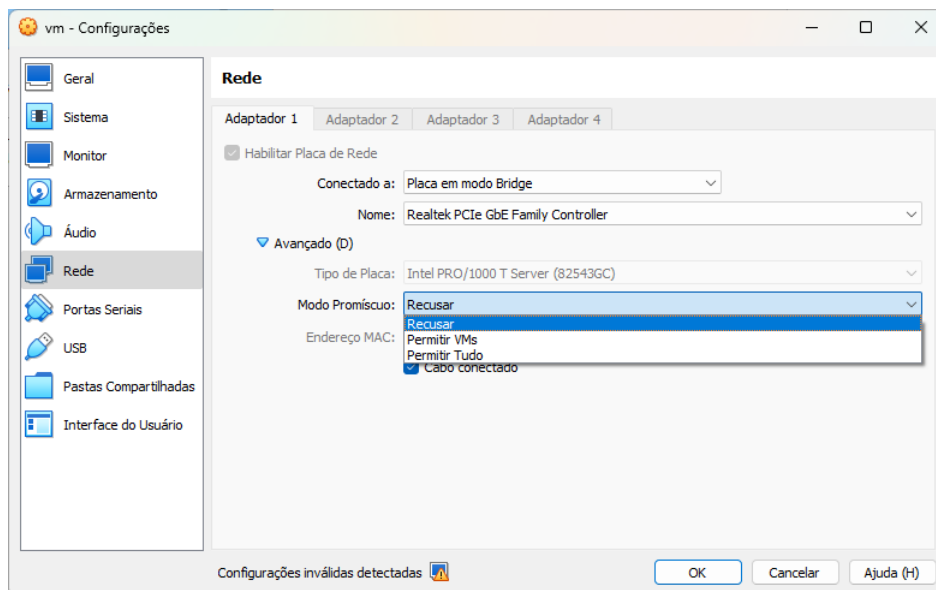 vm - Configurações
Geral
Sistema
Monitor
Armazenamento
Áudio
Rede
Portas Seriais
USB
Pastas Compartilhadas
Interface do Usuário
Rede
Adaptador 1 Adaptador 2 Adaptador 3 Adaptador 4
Habilitar Placa de Rede
Conectado a: Placa em modo Bridge
Nome: Realtek PCIe GbE Family Controller
Avançado (D)
Tipo de Placa: Intel PRO/1000 T Server (82543GC)
Modo Promíscuo: Recusar
Recusar
Endereço MAC: Permitir VMs
Permitir Tudo
Cabo conectado
Configurações inválidas detectadas
OK Cancelar Ajuda (H)